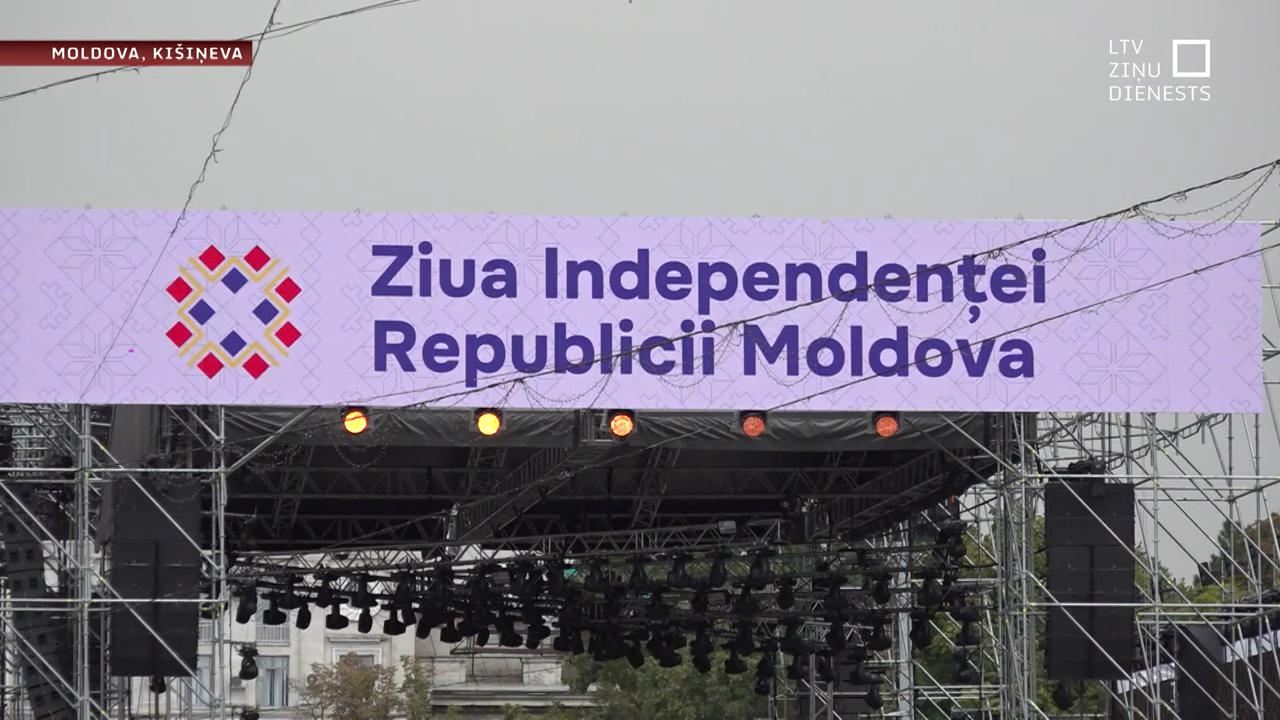 MOLDOVA, KIŠIŅEVA
LTV
ZIŅU
DIENESTS
Ziua Independenței
Republicii Moldova